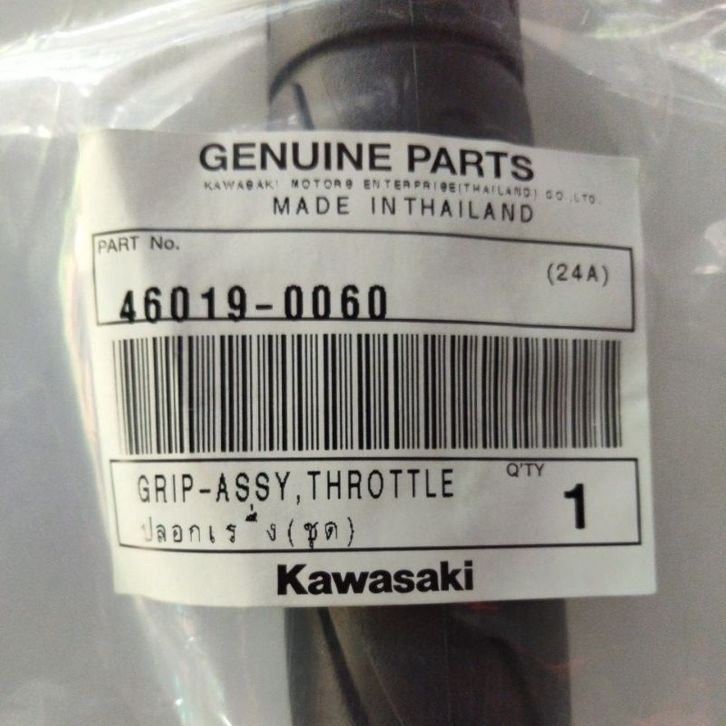 GENUINE PARTS
KAWASAKI MOTORS ENTERPRISE(THAILAND) CO.,LTD.
MADE INTHAILAND
PART No.
(24A)
46019-0060
GRIP-ASSY,THROTTLE
Q'TY
1
ปลอกเร่ง(ชุด)
Kawasaki